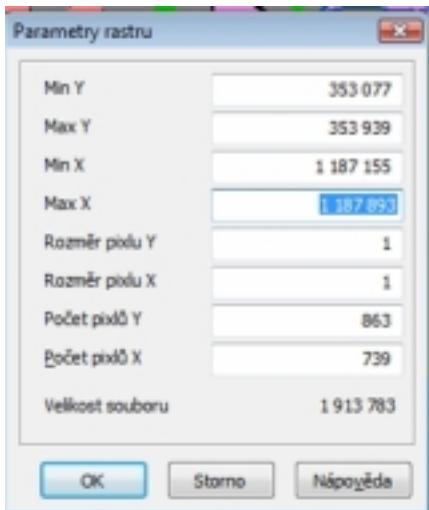 Parametry rastru
Min Y 353 077
Max Y 353 939
Min X 1 187 155
Max X 1 187 893
Rozměr pixlu Y 1
Rozměr pixlu X 1
Počet pixlů Y 863
Počet pixlů X 739
Velikost souboru 1 913 783
OK Storno Nápověda